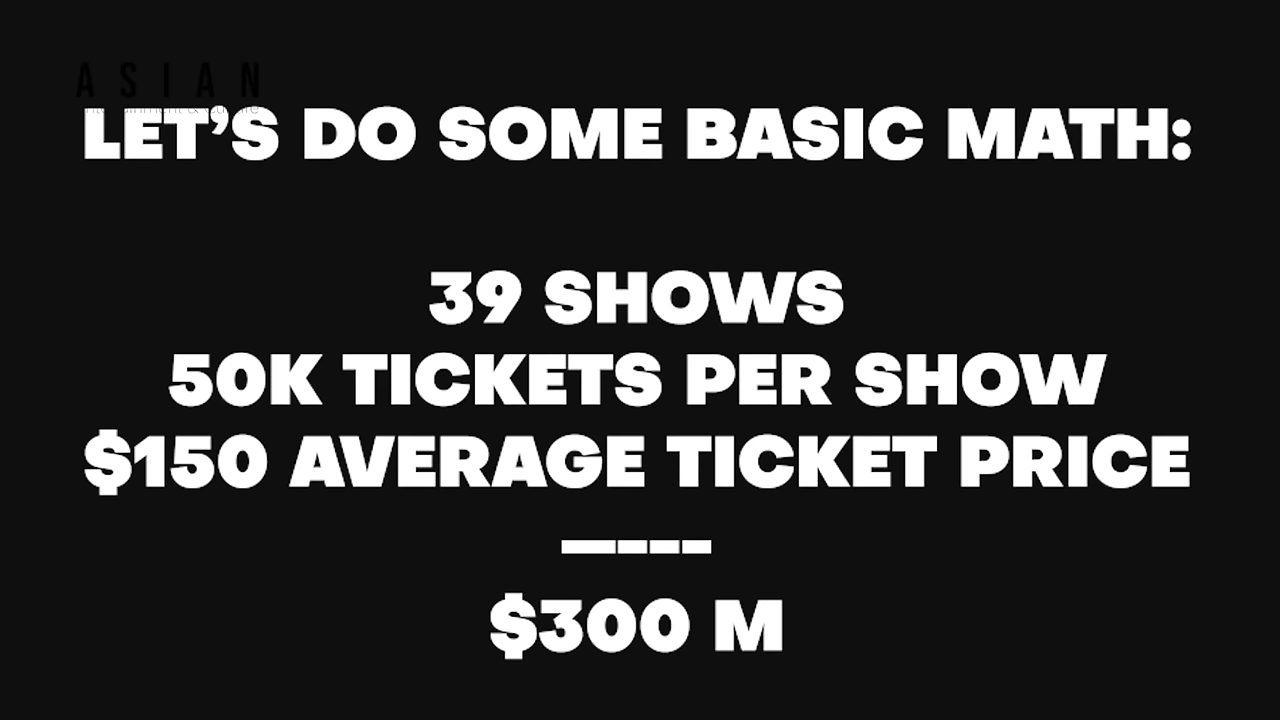 ASIAN
LET'S DO SOME BASIC MATH:
39 SHOWS
50K TICKETS PER SHOW
$150 AVERAGE TICKET PRICE
—---
$300 M